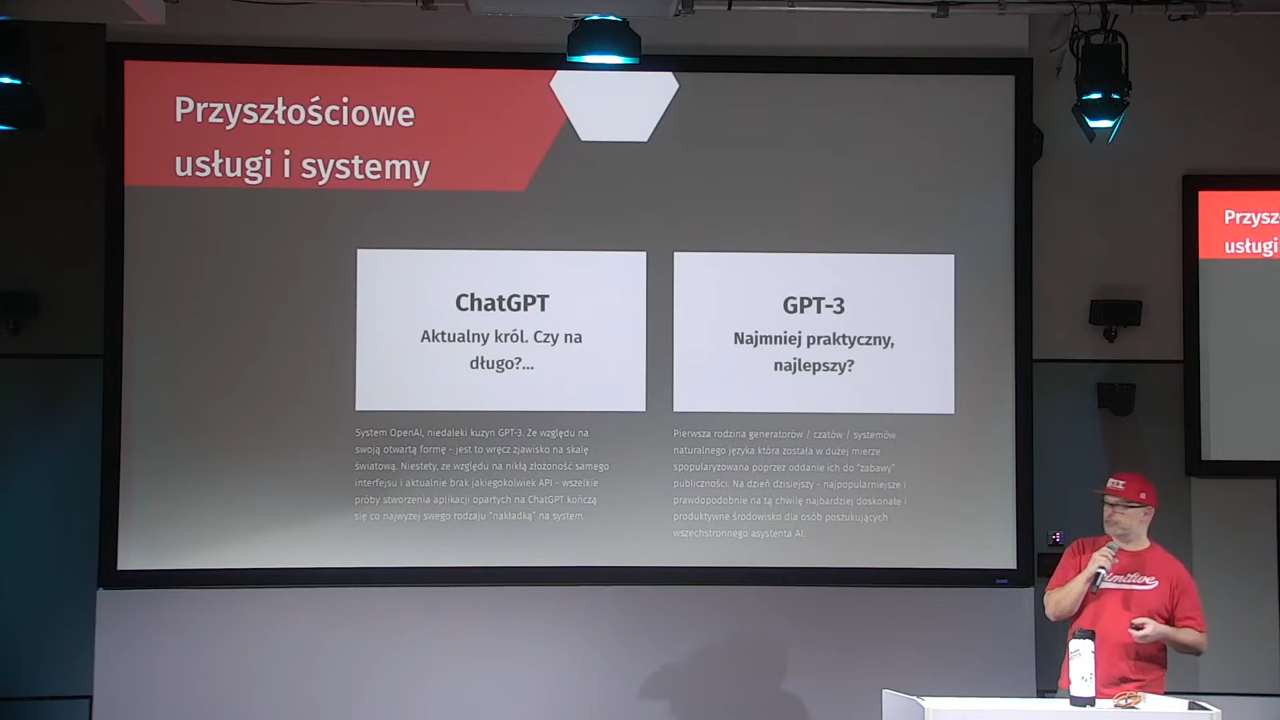 Przyszłościowe
usługi i systemy
ChatGPT
Aktualny król. Czy na
długo?...
System OpenAI, niedaleki kuzyn GPT-3. Ze względu na
swoją otwartą formę - jest to wręcz zjawisko na skalę
światową. Niestety, ze względu na nikłą złożoność samego
interfejsu i aktualnie brak jakiegokolwiek API - wszelkie
próby stworzenia aplikacji opartych na ChatGPT kończą
się co najwyżej swego rodzaju "nakładką" na system.
GPT-3
Najmniej praktyczny,
najlepszy?
Pierwsza rodzina generatorów / czatów / systemów
naturalnego języka która została w dużej mierze
spopularyzowana poprzez oddanie ich do "zabawy"
publiczności. Na dzień dzisiejszy - najpopularniejsze i
prawdopodobnie na tą chwilę najbardziej doskonałe i
produktywne środowisko dla osób poszukujących
wszechstronnego asystenta AI.
Przysz
usługi